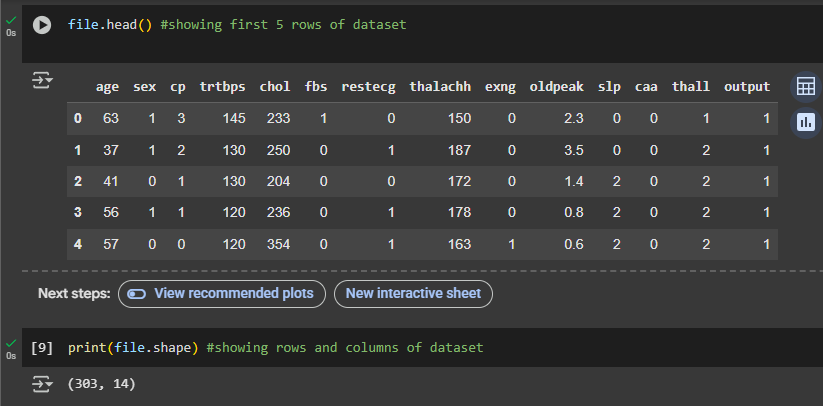 file.head() #showing first 5 rows of dataset
0s
age sex cp trtbps chol fbs restecg thalachh exng oldpeak slp caa thall output
0 63 1 3 145 233 1 0 150 0 2.3 0 0 1 1
1 37 1 2 130 250 0 1 187 0 3.5 0 0 2 1
2 41 0 1 130 204 0 0 172 0 1.4 2 0 2 1
3 56 1 1 120 236 0 1 178 0 0.8 2 0 2 1
4 57 0 0 120 354 0 1 163 1 0.6 2 0 2 1
Next steps: View recommended plots New interactive sheet
[9] print(file.shape) #showing rows and columns of dataset
0s
(303, 14)